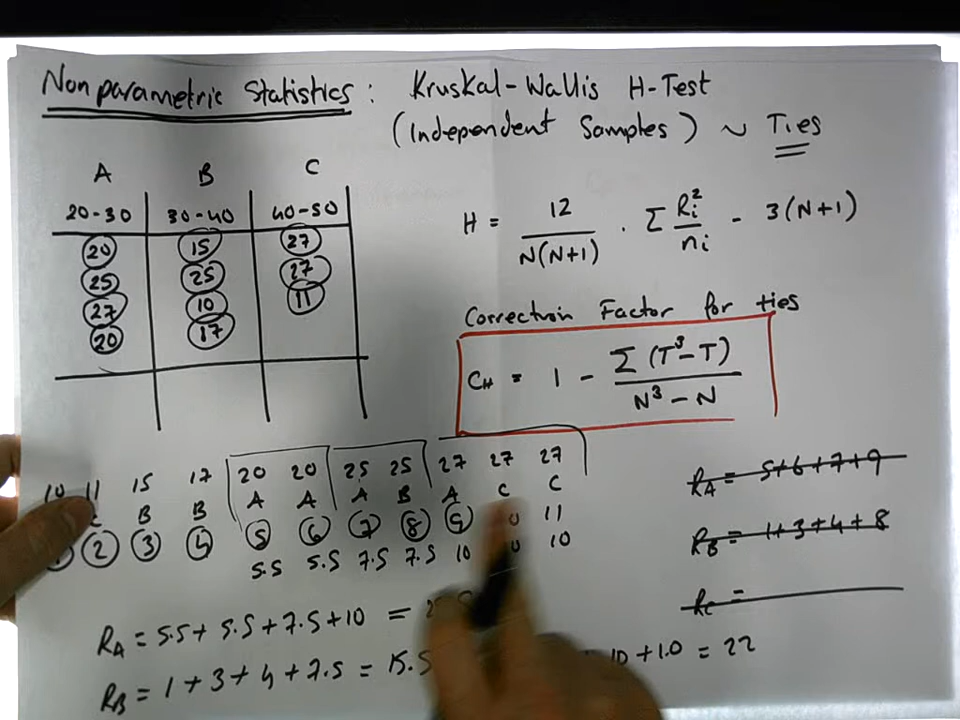 Nonparametric Statistics : Kruskal-Wallis H-Test
(Independent Samples) ~ Ties
A B C
20-30 30-40 40-50
20 15 27
25 25 27
27 10 11
20 17
H = 12 / N(N+1) . Σ Ri² / ni - 3(N+1)
Correction Factor for ties
CH = 1 - Σ(T³-T) / N³-N
10 11 15 17 20 20 25 25 27 27 27
B B A A A B A C C
2 3 4 5 6 7 8 9 11
5.5 5.5 7.5 7.5 10 10
RA = 5+6+7+9
RB = 1+3+4+8
RC =
RA = 5.5+ 5.5+7.5+10 =
RB = 1+3+4+7.5 = 15.5
10+10 = 22